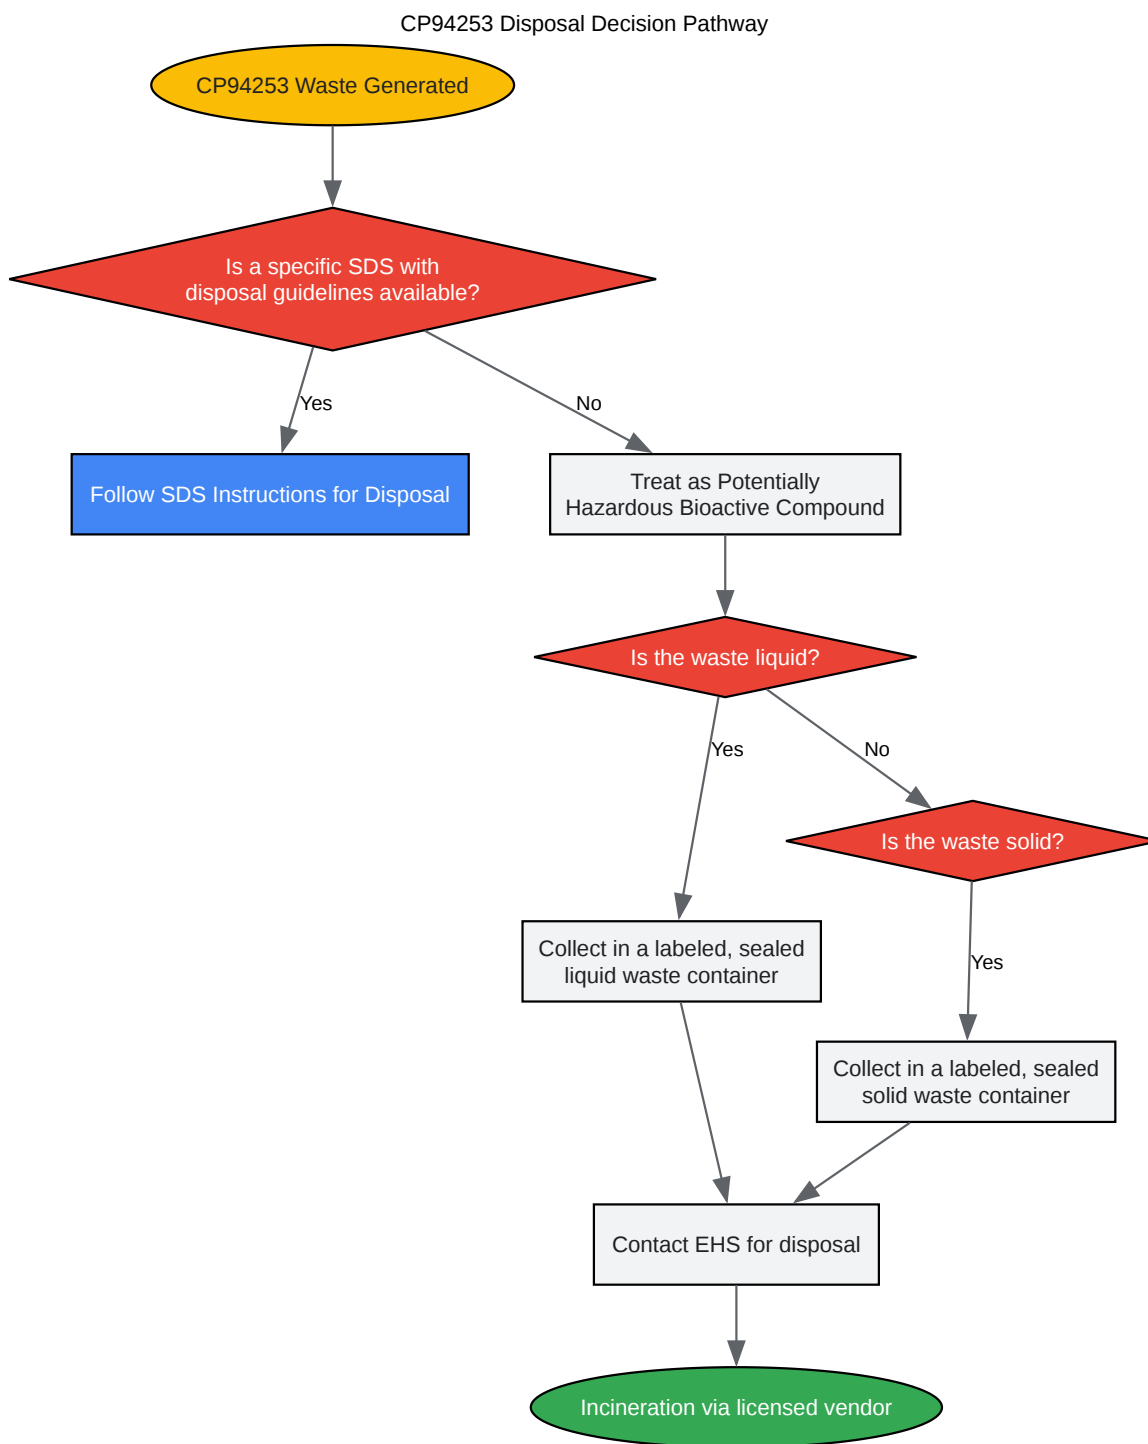 CP94253 Disposal Decision Pathway
CP94253 Waste Generated
Is a specific SDS with
disposal guidelines available?
Yes
No
Follow SDS Instructions for Disposal
Treat as Potentially
Hazardous Bioactive Compound
Is the waste liquid?
Yes
No
Is the waste solid?
Collect in a labeled, sealed
liquid waste container
Yes
Collect in a labeled, sealed
solid waste container
Contact EHS for disposal
Incineration via licensed vendor